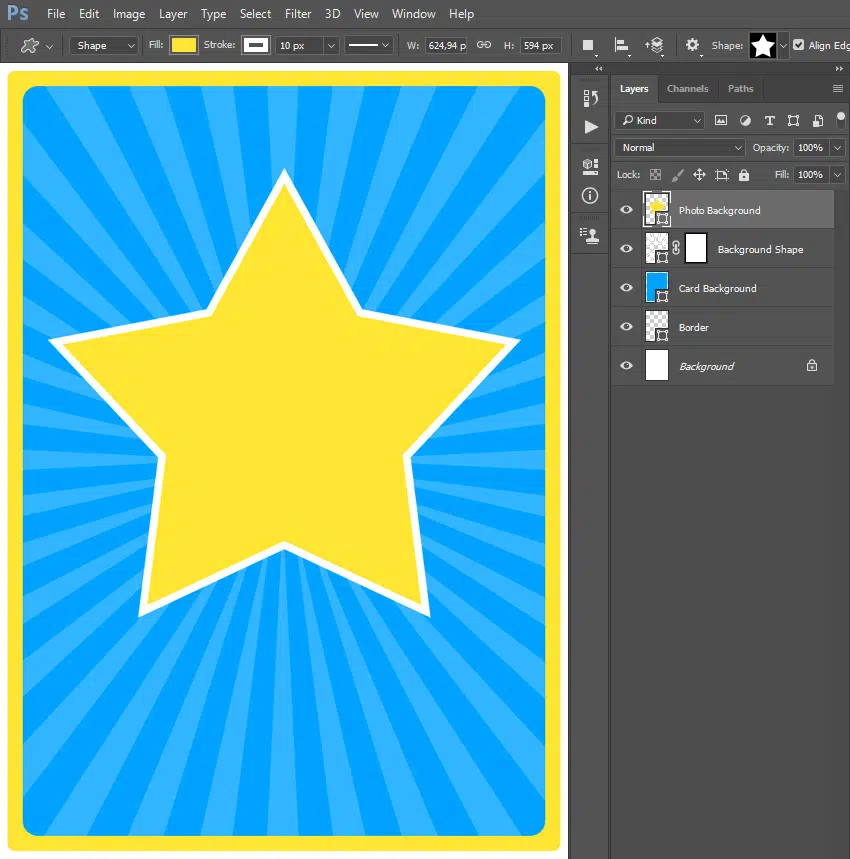 Ps File Edit Image Layer Type Select Filter 3D View Window Help
Shape Fill: Stroke: 10 px W: 624,94 p H: 594 px Shape: Align Edg
Layers Channels Paths
Kind T
Normal Opacity: 100%
Lock: Fill: 100%
Photo Background
Background Shape
Card Background
Border
Background